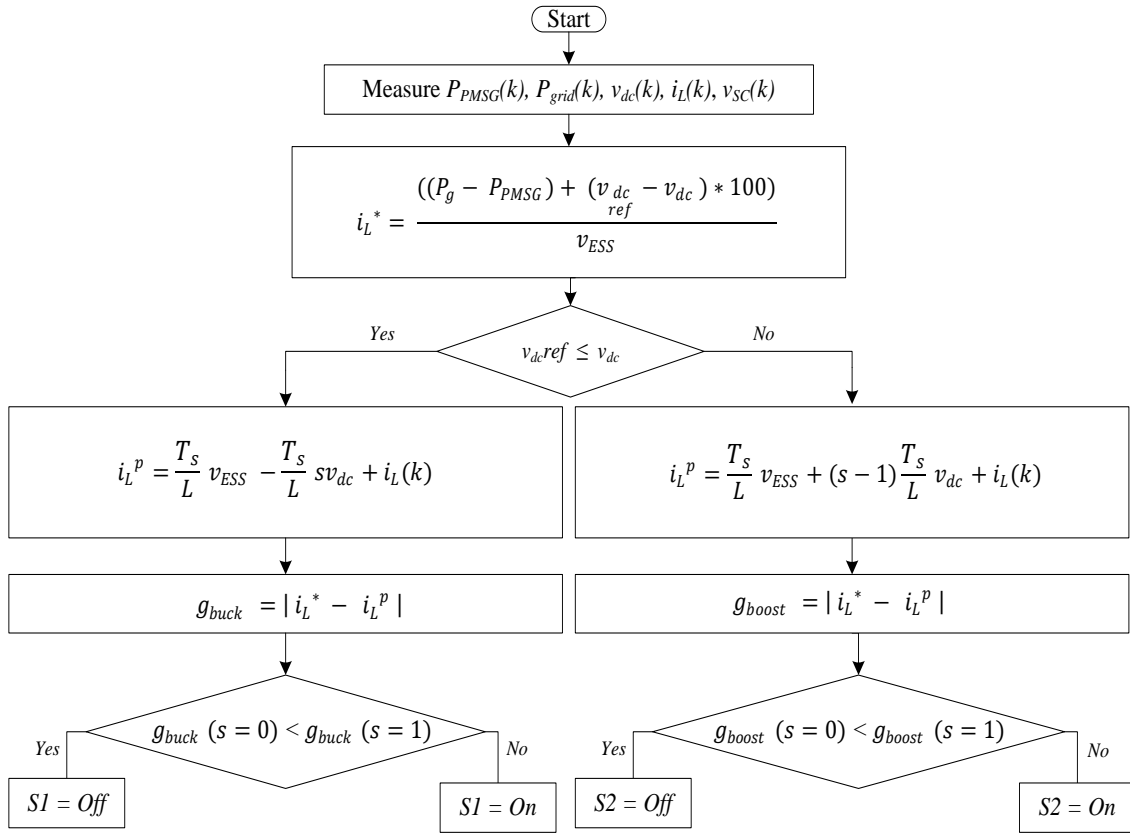 Start
Measure P_PMSG(k), P_grid(k), v_dc(k), i_L(k), v_SC(k)
i_L^* = ((P_g − P_PMSG) + (v_dc ref − v_dc) * 100) / v_ESS
Yes
No
v_dc ref ≤ v_dc
i_L^p = T_s/L v_ESS − T_s/L sv_dc + i_L(k)
i_L^p = T_s/L v_ESS + (s − 1) T_s/L v_dc + i_L(k)
g_buck = | i_L^* − i_L^p |
g_boost = | i_L^* − i_L^p |
g_buck (s = 0) < g_buck (s = 1)
g_boost (s = 0) < g_boost (s = 1)
Yes
No
Yes
No
S1 = Off
S1 = On
S2 = Off
S2 = On